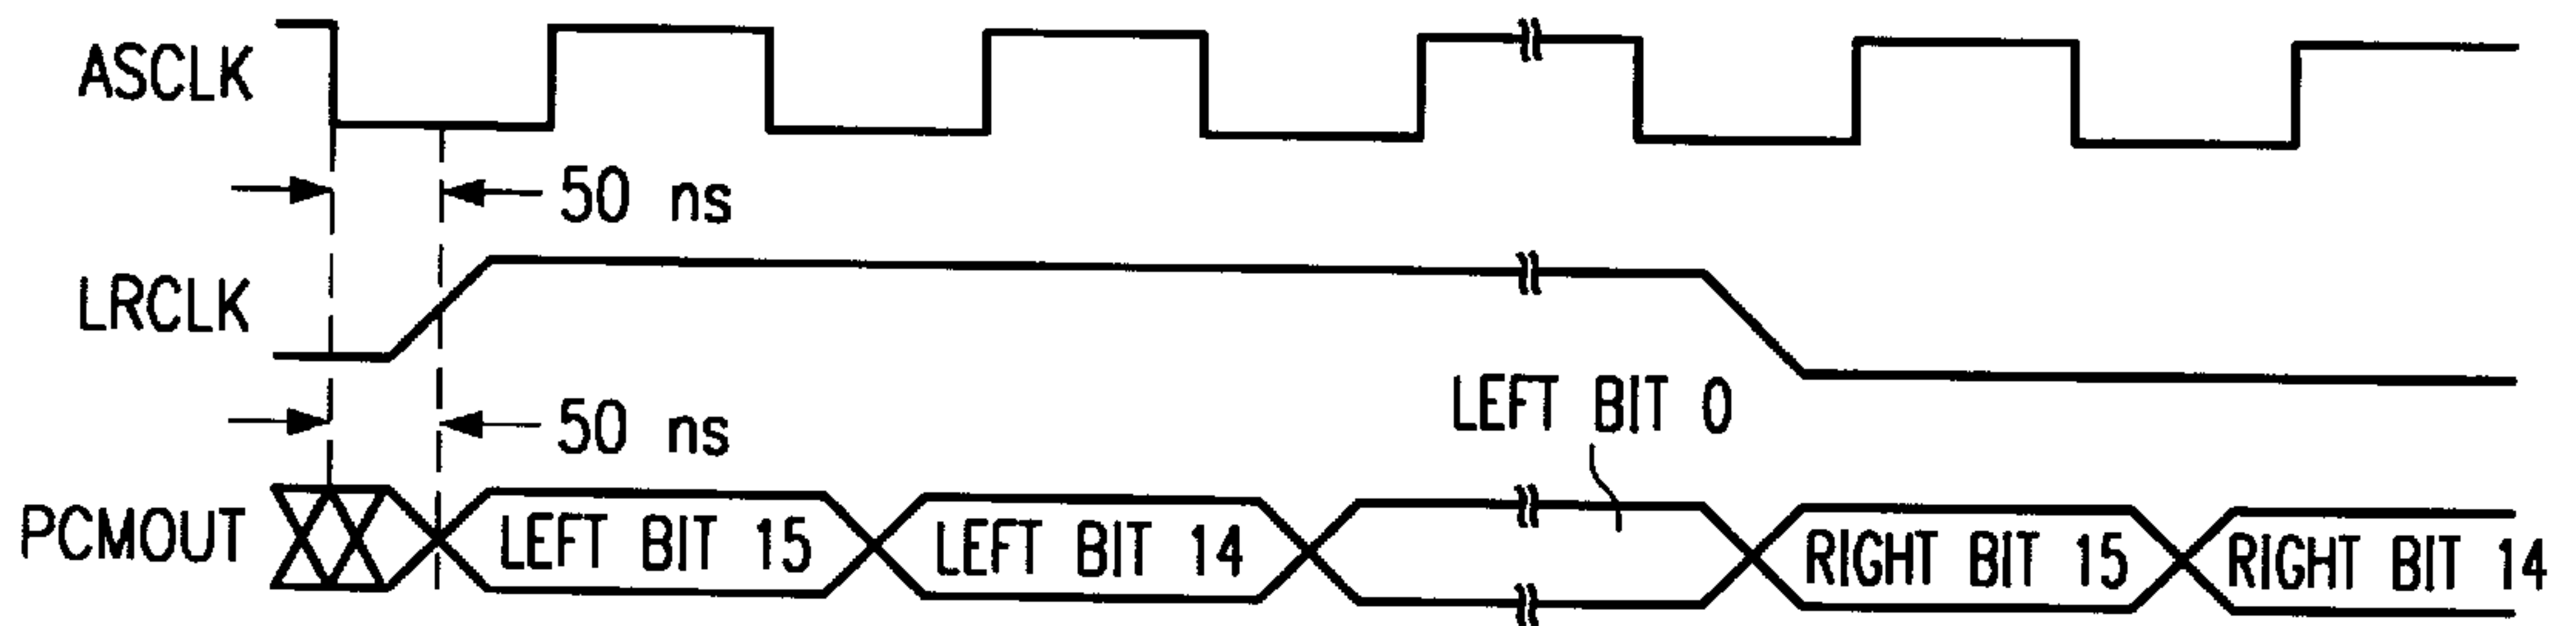 ASCLK
50 ns
LRCLK
50 ns
LEFT BIT 0
PCMOUT
LEFT BIT 15
LEFT BIT 14
RIGHT BIT 15
RIGHT BIT 14